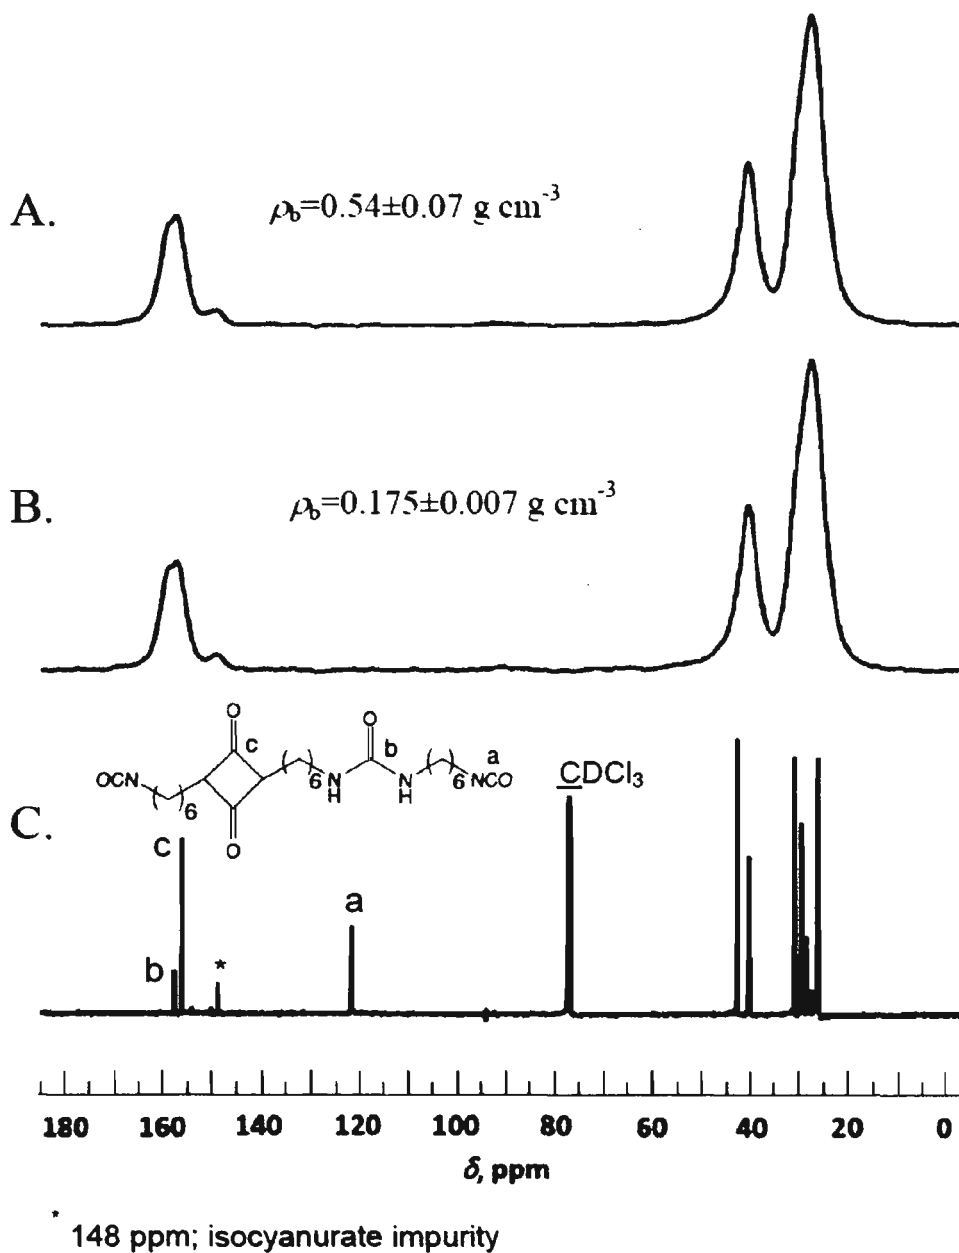 A.
ρb=0.54±0.07 g cm-3
B.
ρb=0.175±0.007 g cm-3
C.
O
c
OCN
6
O
6
N
H
O
b
N
H
6
a
NCO
CDCl3
c
b
*
a
180 160 140 120 100 80 60 40 20 0
δ, ppm
* 148 ppm; isocyanurate impurity